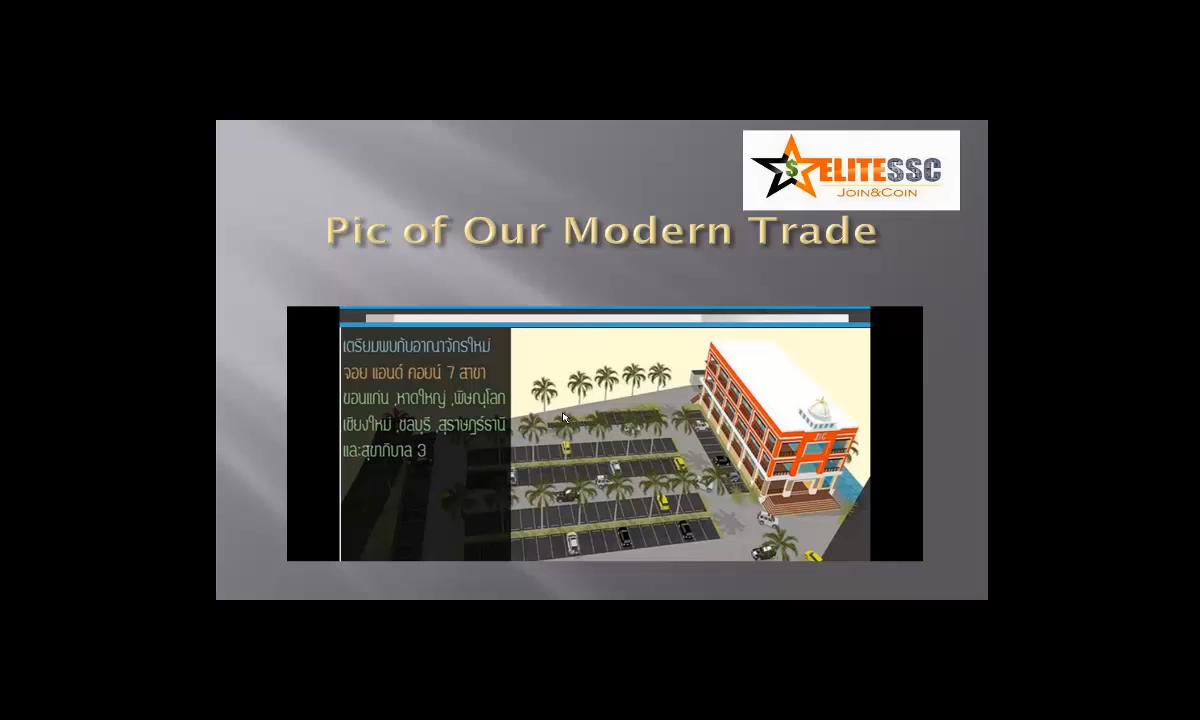 ELITESSC
JOIN&COIN
Pic of Our Modern Trade
เตรียมพบกับอาณาจักรใหม่
จอย แอนด์ คอยน์ 7 สาขา
ขอนแก่น ,หาดใหญ่ ,พิษณุโลก
เชียงใหม่ ,ชลบุรี ,สุราษฎร์ธานี
และสุขาภิบาล 3
JIC